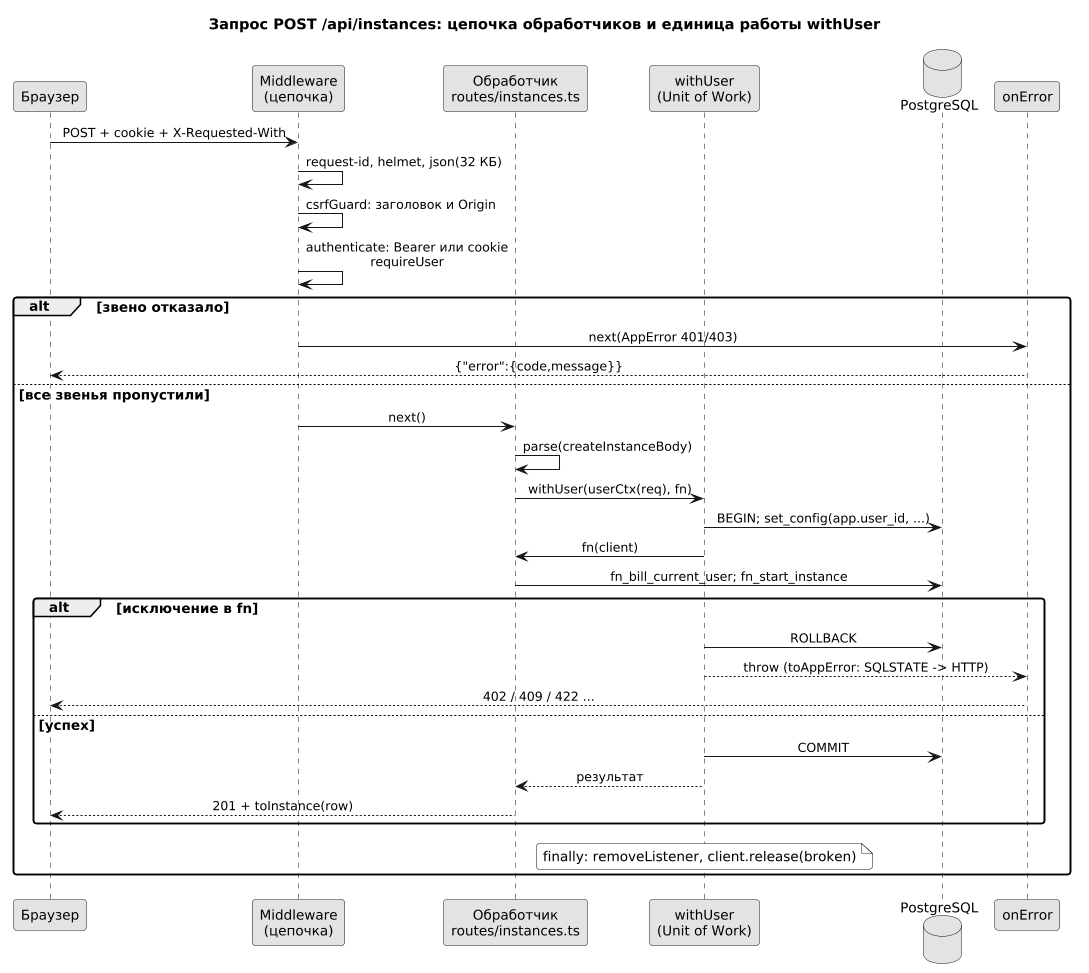 Запрос POST /api/instances: цепочка обработчиков и единица работы withUser
Браузер
Middleware
(цепочка)
Обработчик
routes/instances.ts
withUser
(Unit of Work)
PostgreSQL
onError
POST + cookie + X-Requested-With
request-id, helmet, json(32 КБ)
csrfGuard: заголовок и Origin
authenticate: Bearer или cookie
requireUser
alt
[звено отказало]
next(AppError 401/403)
{"error":{code,message}}
[все звенья пропустили]
next()
parse(createInstanceBody)
withUser(userCtx(req), fn)
BEGIN; set_config(app.user_id, ...)
fn(client)
fn_bill_current_user; fn_start_instance
alt
[исключение в fn]
ROLLBACK
throw (toAppError: SQLSTATE -> HTTP)
402 / 409 / 422 ...
[успех]
COMMIT
результат
201 + toInstance(row)
finally: removeListener, client.release(broken)
Браузер
Middleware
(цепочка)
Обработчик
routes/instances.ts
withUser
(Unit of Work)
PostgreSQL
onError